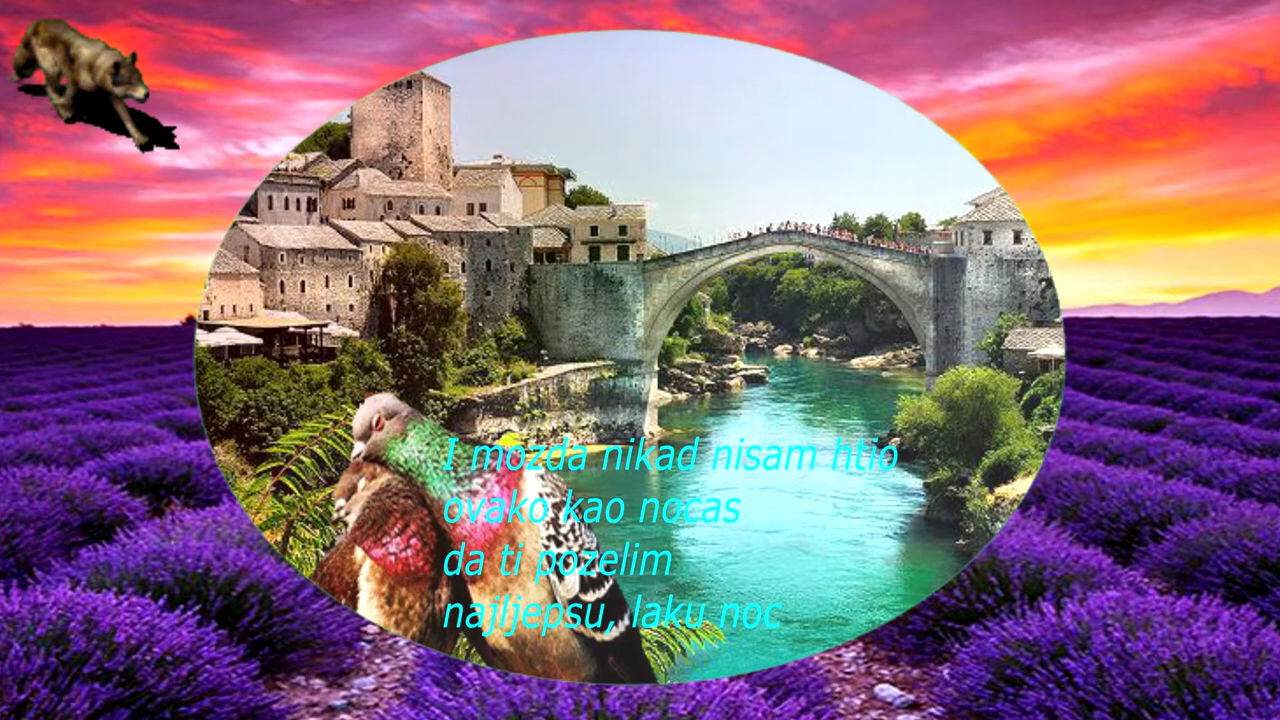 I mozda nikad nisam htio
ovako kao nocas
da ti pozelim
najljepsu, laku noc